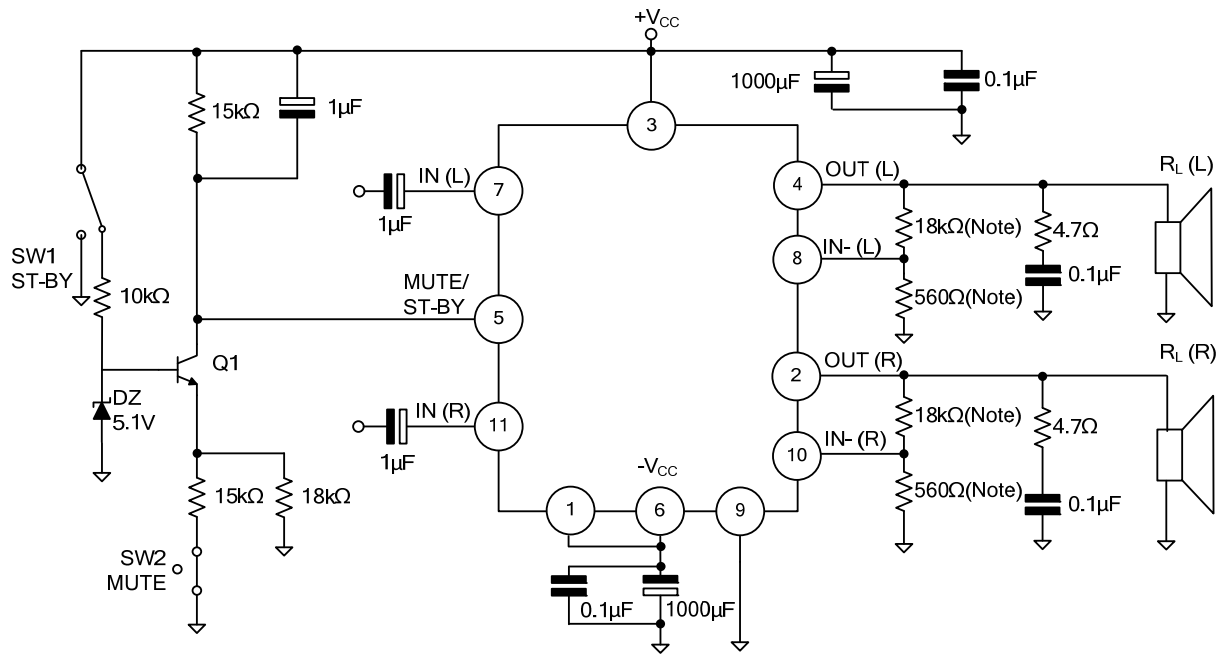 +VCC
15kΩ
1μF
1000μF
0.1μF
3
IN (L)
7
1μF
4
OUT (L)
RL (L)
18kΩ(Note)
4.7Ω
8
IN- (L)
0.1μF
560Ω(Note)
SW1
ST-BY
10kΩ
MUTE/
ST-BY
5
Q1
DZ
5.1V
2
OUT (R)
RL (R)
18kΩ(Note)
4.7Ω
IN (R)
11
1μF
10
IN- (R)
560Ω(Note)
0.1μF
15kΩ
18kΩ
-VCC
1
6
9
SW2
MUTE
0.1μF
1000μF